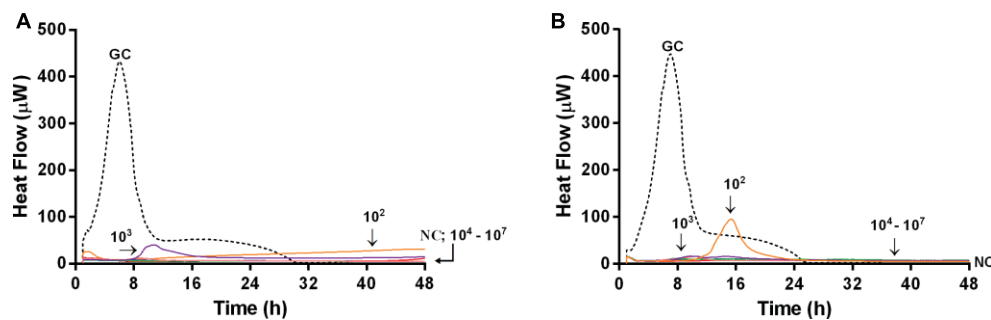 A
500
400
300
200
100
0
Heat Flow (μW)
GC
10³
10²
NC; 10⁴ - 10⁷
0 8 16 24 32 40 48
Time (h)
B
500
400
300
200
100
0
Heat Flow (μW)
GC
10³
10²
10⁴ - 10⁷
NC
0 8 16 24 32 40 48
Time (h)